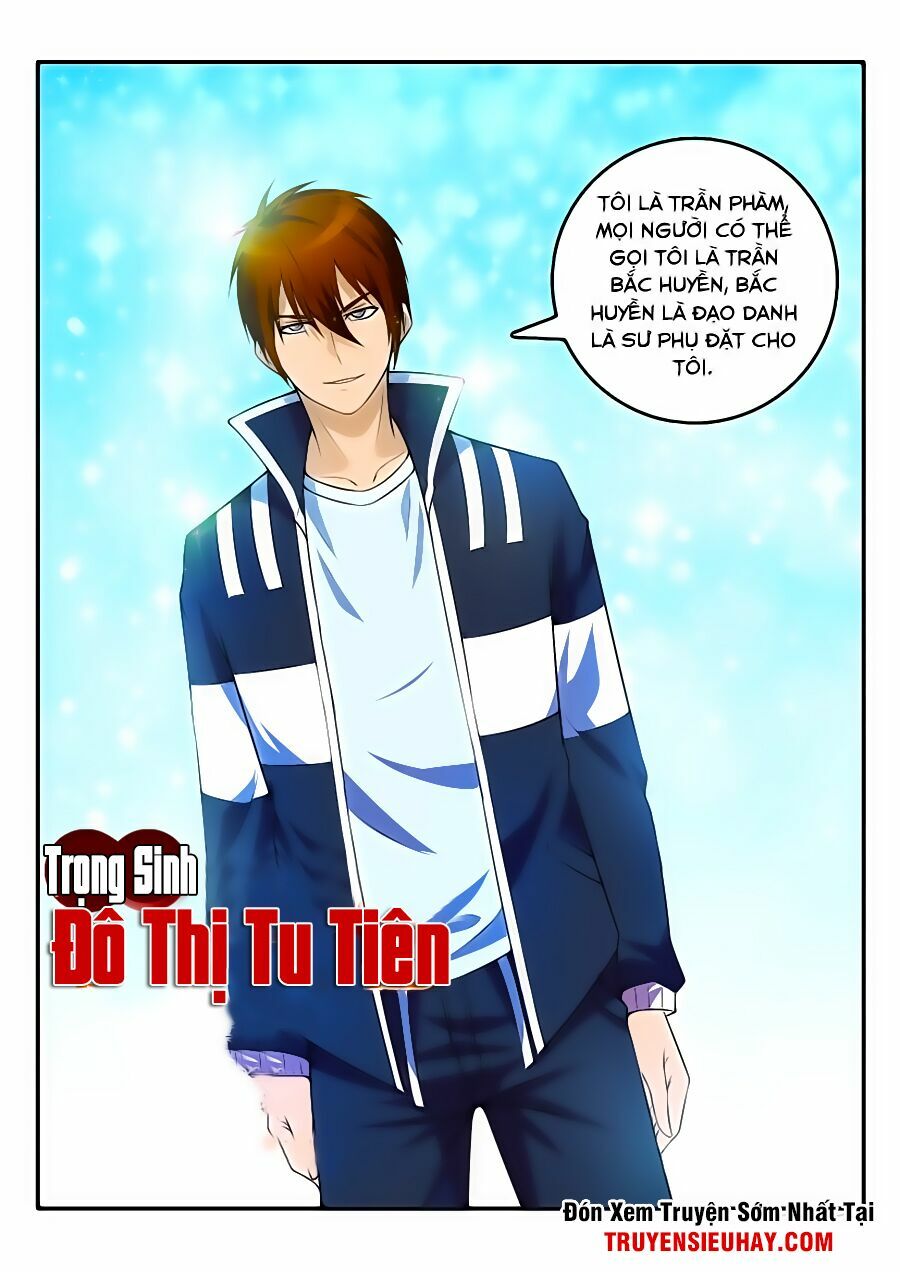 TÔI LÀ TRẦN PHÀM,
MỌI NGƯỜI CÓ THỂ
GỌI TÔI LÀ TRẦN
BẮC HUYỀN, BẮC
HUYỀN LÀ ĐẠO DANH
LÀ SƯ PHỤ ĐẶT CHO
TÔI.
Trọng Sinh
Đô Thị Tu Tiên
Đón Xem Truyện Sớm Nhất Tại
TRUYENSIEUHAY.COM